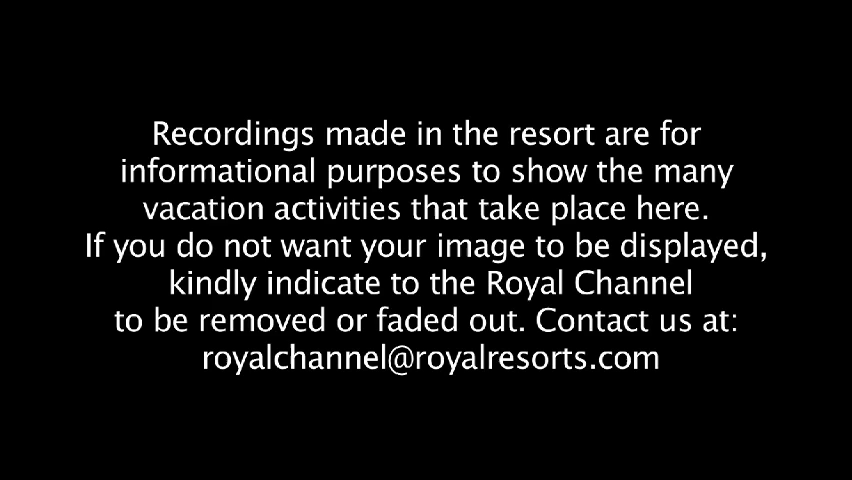 Recordings made in the resort are for
informational purposes to show the many
vacation activities that take place here.
If you do not want your image to be displayed,
kindly indicate to the Royal Channel
to be removed or faded out. Contact us at:
royalchannel@royalresorts.com